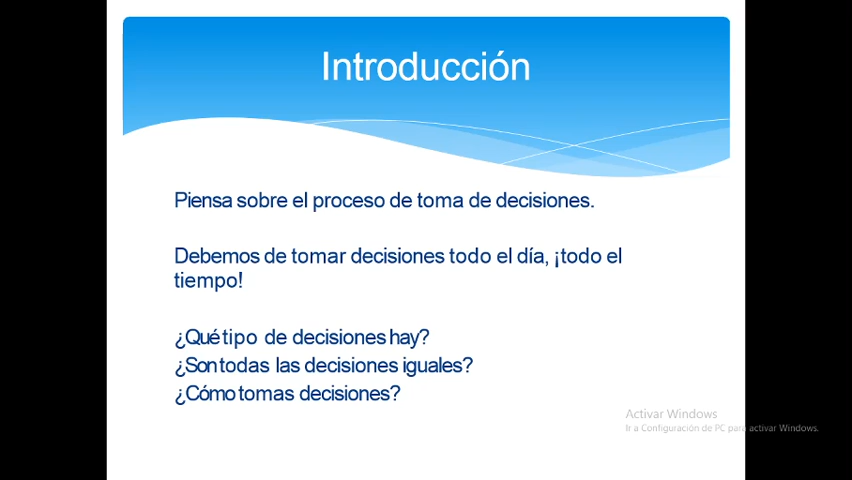 Introducción
Piensa sobre el proceso de toma de decisiones.
Debemos de tomar decisiones todo el día, ¡todo el
tiempo!
¿Qué tipo de decisiones hay?
¿Son todas las decisiones iguales?
¿Cómo tomas decisiones?
Activar Windows
Ir a Configuración de PC para activar Windows.